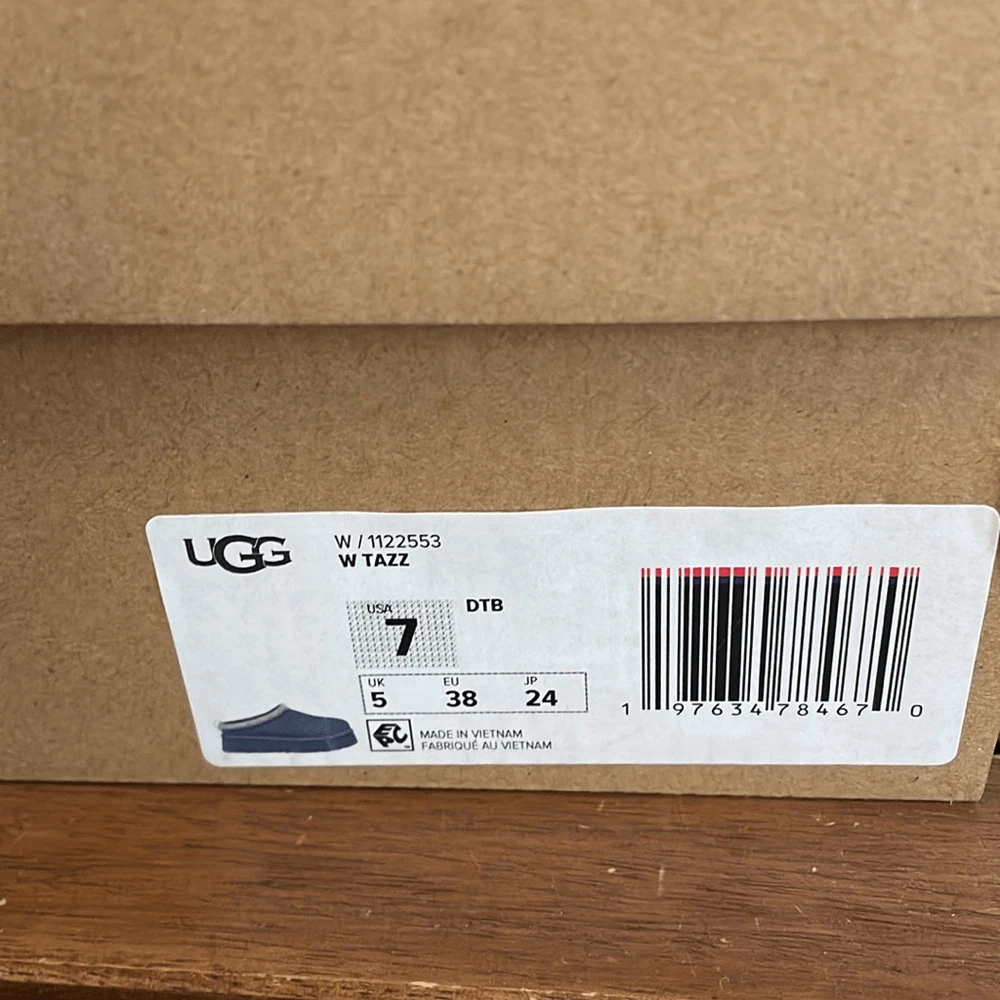 UGG
W / 1122553
W TAZZ
USA
7
DTB
UK EU JP
5 38 24
EPC
MADE IN VIETNAM
FABRIQUÉ AU VIETNAM
1 97634 78467 0